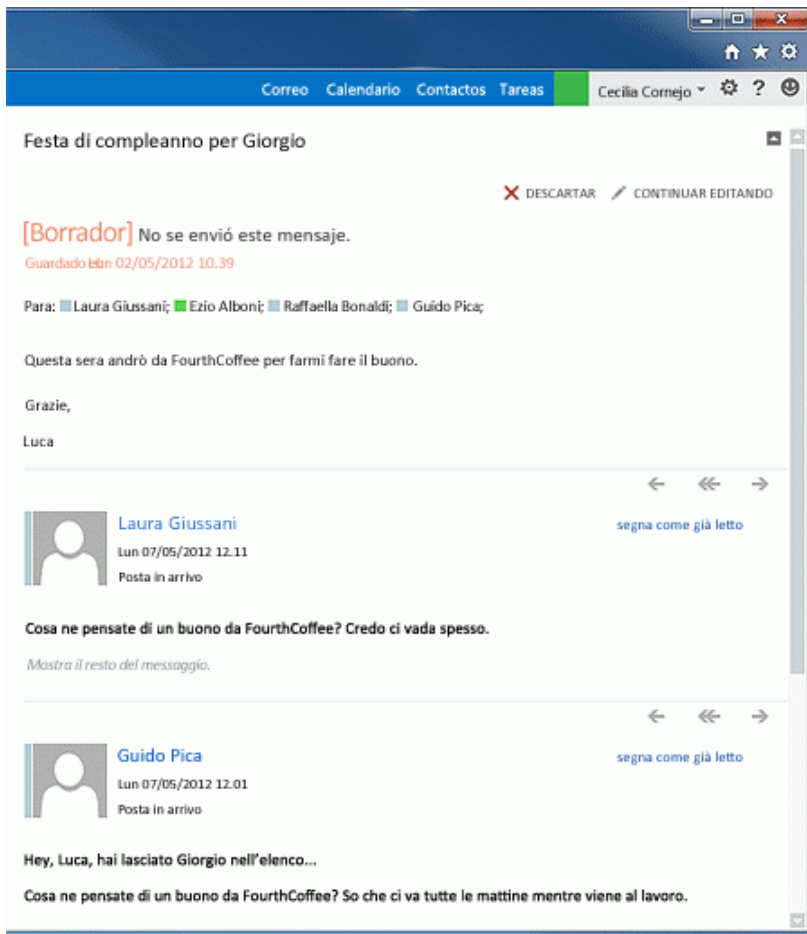 Correo Calendario Contactos Tareas Cecilia Cornejo ?
Festa di compleanno per Giorgio
DESCARTAR CONTINUAR EDITANDO
[Borrador] No se envió este mensaje.
Guardado 02/05/2012 10.39
Para: Laura Giussani; Ezio Alboni; Raffaella Bonaldi; Guido Pica;
Questa sera andrò da FourthCoffee per farmi fare il buono.
Grazie,
Luca
Laura Giussani segna come già letto
Lun 07/05/2012 12.11
Posta in arrivo
Cosa ne pensate di un buono da FourthCoffee? Credo ci vada spesso.
Mostra il resto del messaggio.
Guido Pica segna come già letto
Lun 07/05/2012 12.01
Posta in arrivo
Hey, Luca, hai lasciato Giorgio nell'elenco...
Cosa ne pensate di un buono da FourthCoffee? So che ci va tutte le mattine mentre viene al lavoro.